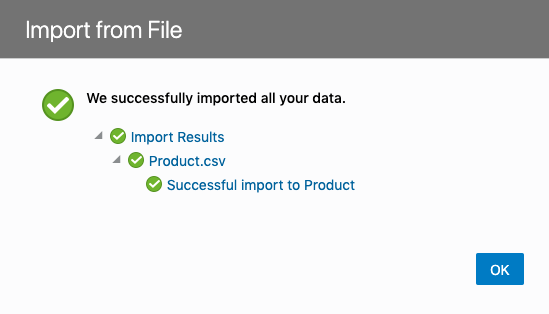 Import from File
We successfully imported all your data.
Import Results
Product.csv
Successful import to Product
OK